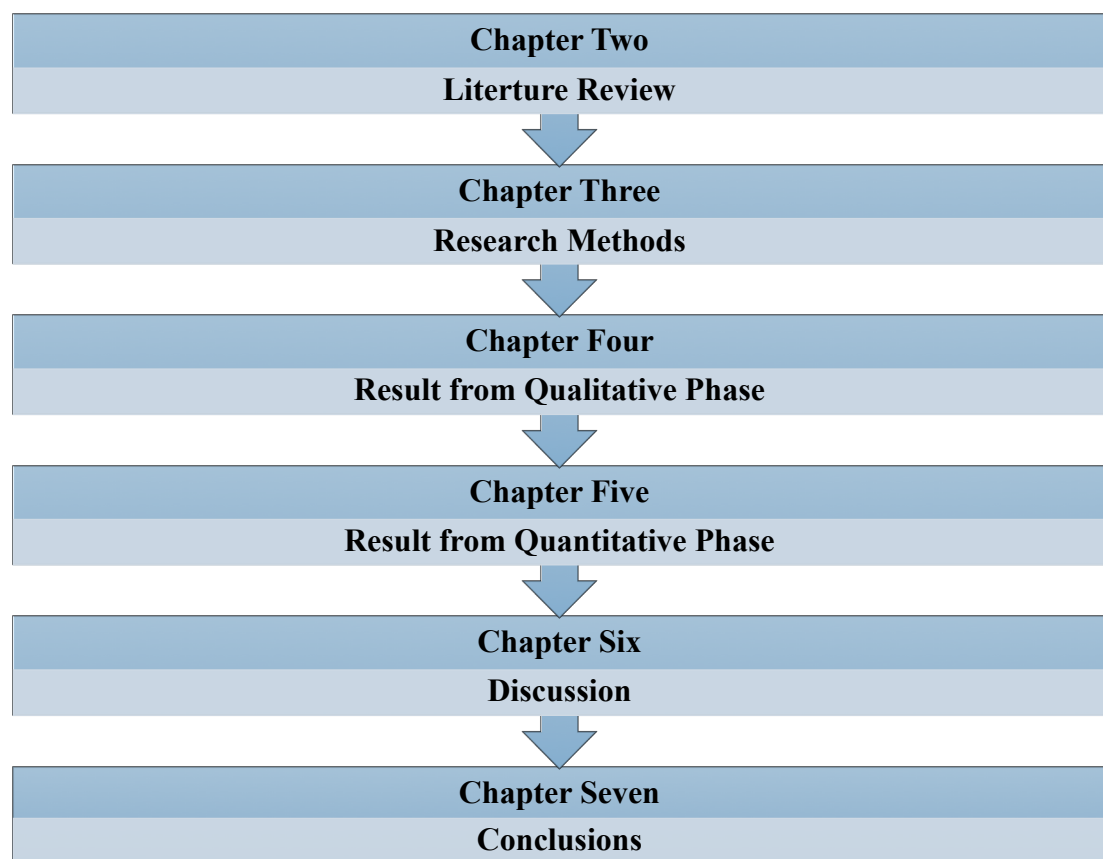 Chapter Two
Literture Review
Chapter Three
Research Methods
Chapter Four
Result from Qualitative Phase
Chapter Five
Result from Quantitative Phase
Chapter Six
Discussion
Chapter Seven
Conclusions